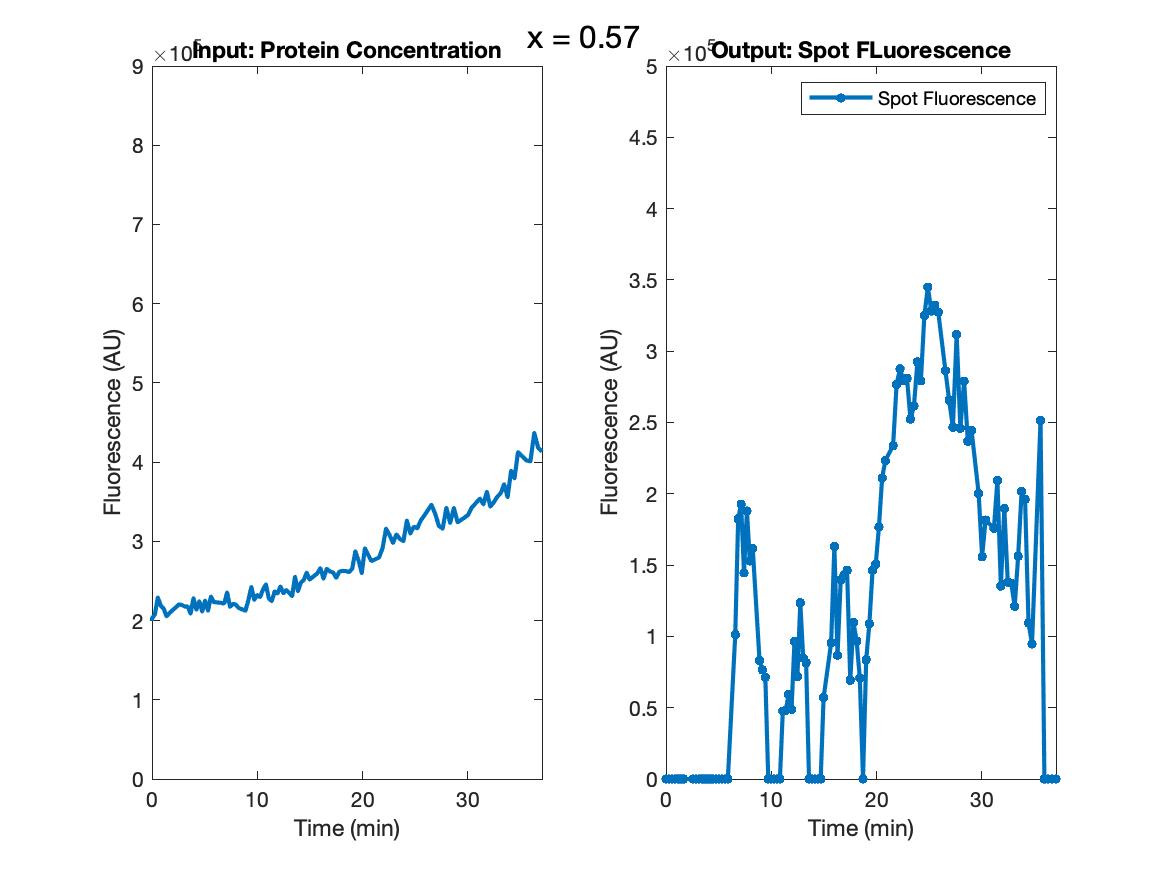 x = 0.57
×10⁵
Input: Protein Concentration
9
8
7
6
5
4
3
2
1
0
Fluorescence (AU)
0 10 20 30
Time (min)
×10⁵
Output: Spot FLuorescence
Spot Fluorescence
5
4.5
4
3.5
3
2.5
2
1.5
1
0.5
0
Fluorescence (AU)
0 10 20 30
Time (min)